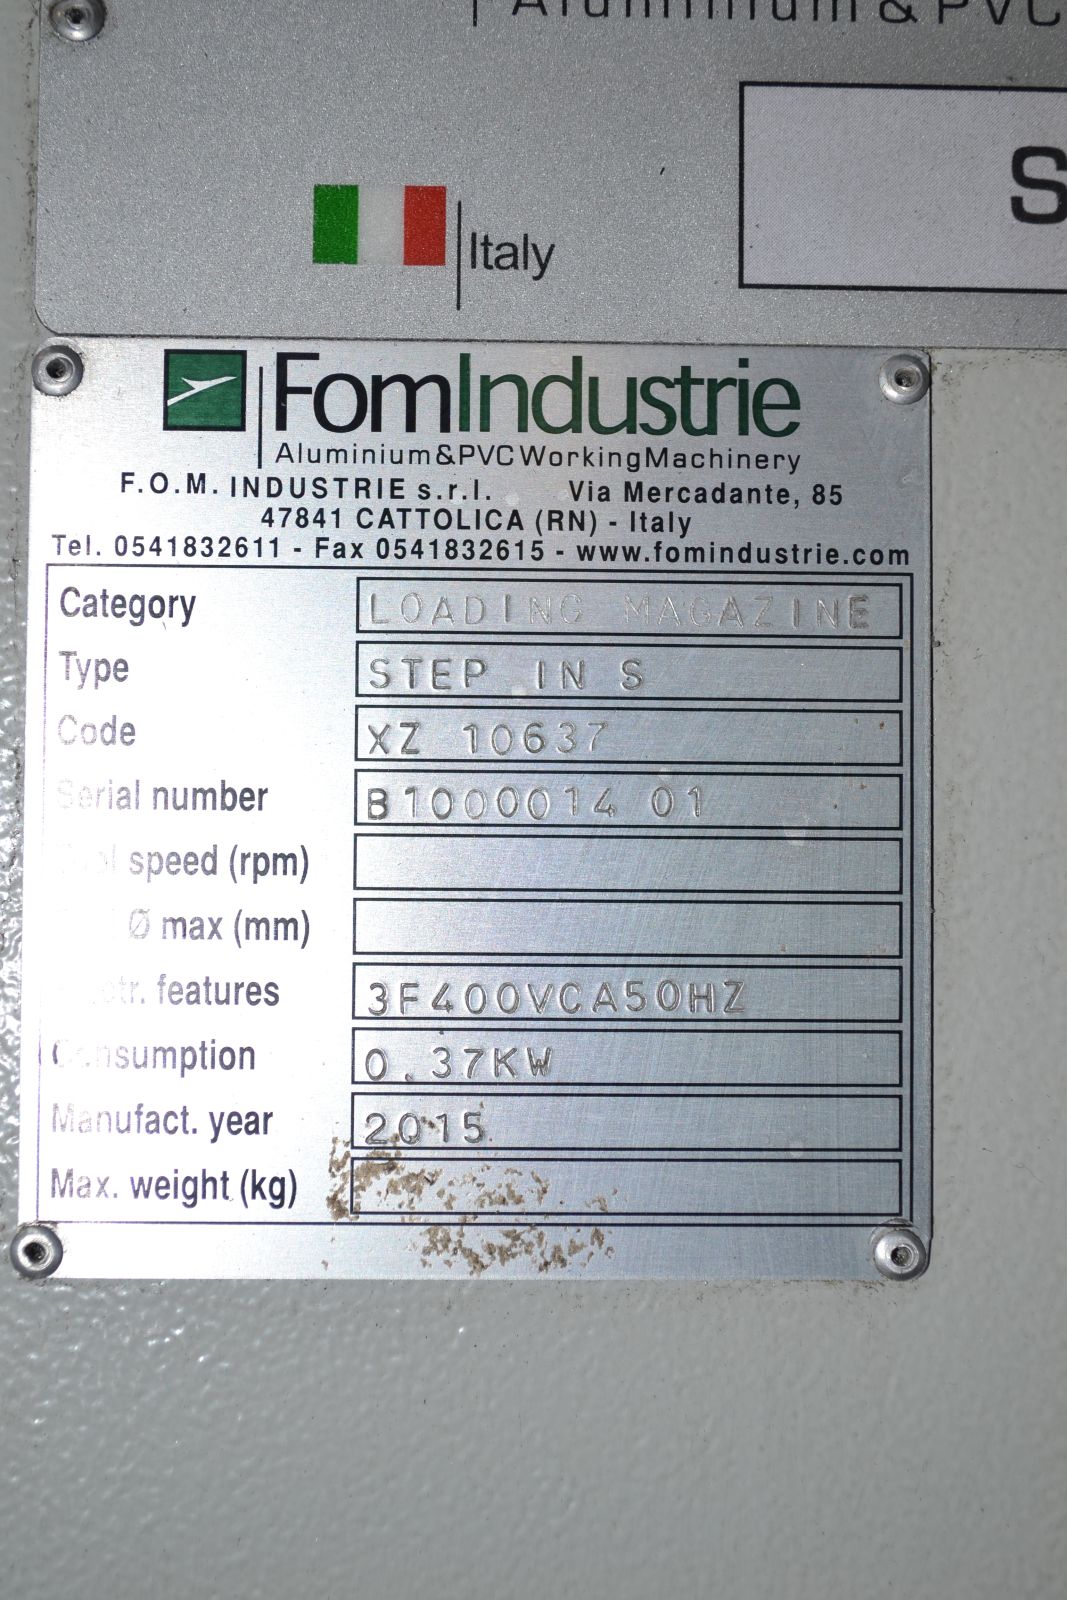 Aluminium & PVC
S
Italy
FomIndustrie
Aluminium&PVCWorkingMachinery
F.O.M. INDUSTRIE s.r.l. Via Mercadante, 85
47841 CATTOLICA (RN) - Italy
Tel. 0541832611 - Fax 0541832615 - www.fomindustrie.com
Category LOADING MAGAZINE
Type STEP IN S
Code XZ 10637
Serial number B1000014 01
speed (rpm)
Ø max (mm)
features 3F400VCA50HZ
Consumption 0.37KW
Manufact. year 2015
Max. weight (kg)